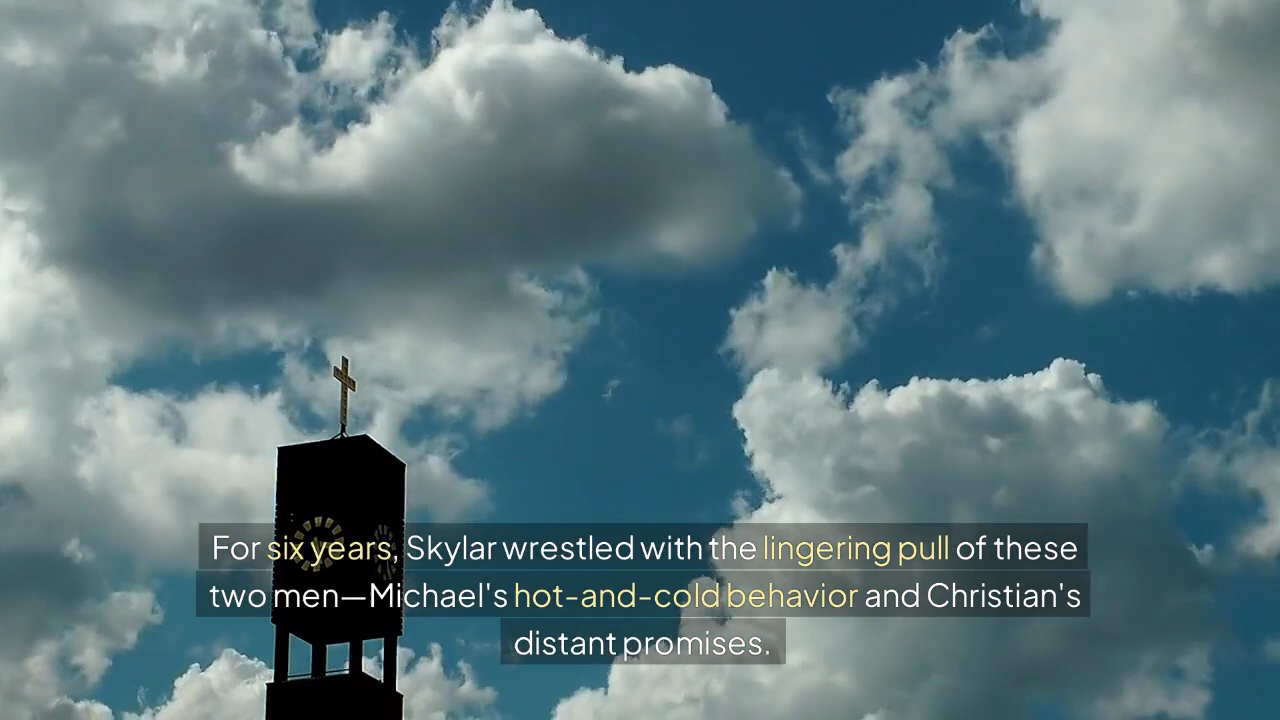 For six years, Skylar wrestled with the lingering pull of these
two men—Michael's hot-and-cold behavior and Christian's
distant promises.